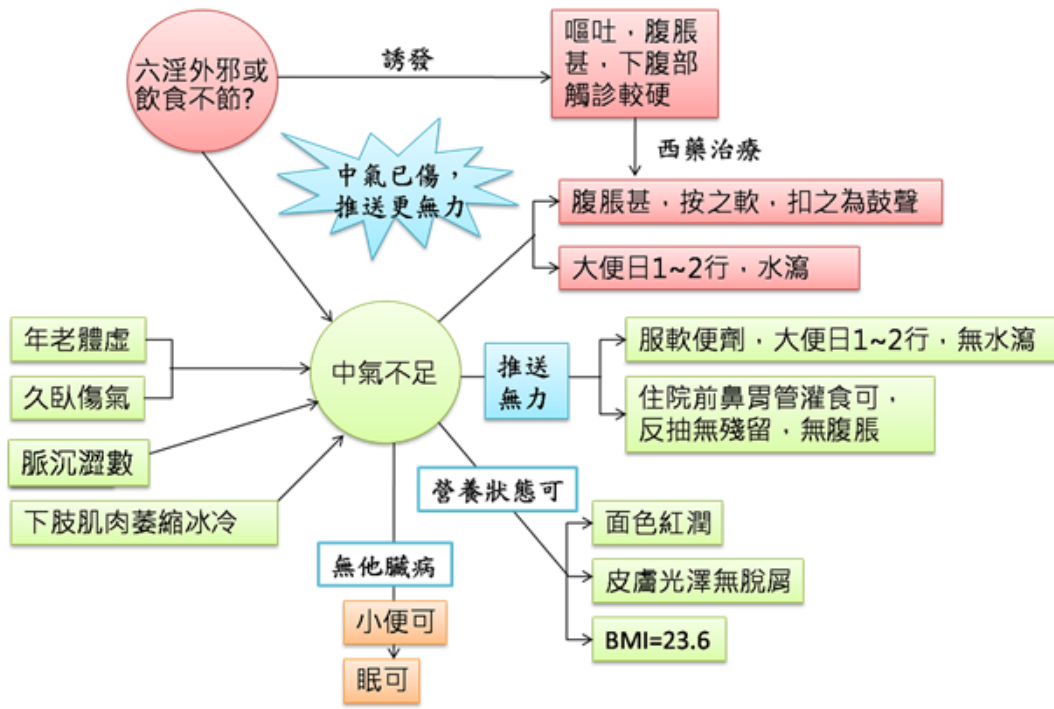 六淫外邪或
飲食不節?
誘發
嘔吐，腹脹
甚，下腹部
觸診較硬
西藥治療
中氣已傷，
推送更無力
腹脹甚，按之軟，扣之為鼓聲
大便日1~2行，水瀉
年老體虛
久臥傷氣
脈沉澀數
下肢肌肉萎縮冰冷
中氣不足
推送
無力
服軟便劑，大便日1~2行，無水瀉
住院前鼻胃管灌食可，
反抽無殘留，無腹脹
營養狀態可
面色紅潤
皮膚光澤無脫屑
BMI=23.6
無他臟病
小便可
眠可